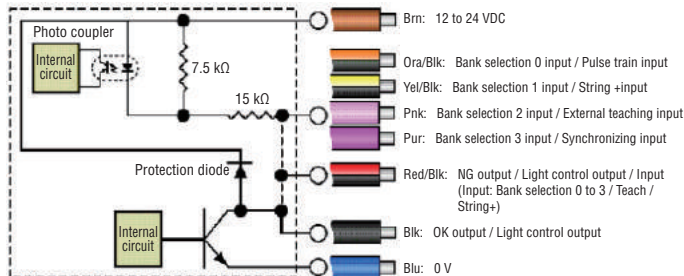 Brn: 12 to 24 VDC
Photo coupler
Internal
circuit
7.5 kΩ
Ora/Blk: Bank selection 0 input / Pulse train input
Yel/Blk: Bank selection 1 input / String +input
15 kΩ
Pnk: Bank selection 2 input / External teaching input
Pur: Bank selection 3 input / Synchronizing input
Protection diode
Red/Blk: NG output / Light control output / Input
(Input: Bank selection 0 to 3 / Teach /
String+)
Internal
circuit
Blk: OK output / Light control output
Blu: 0 V